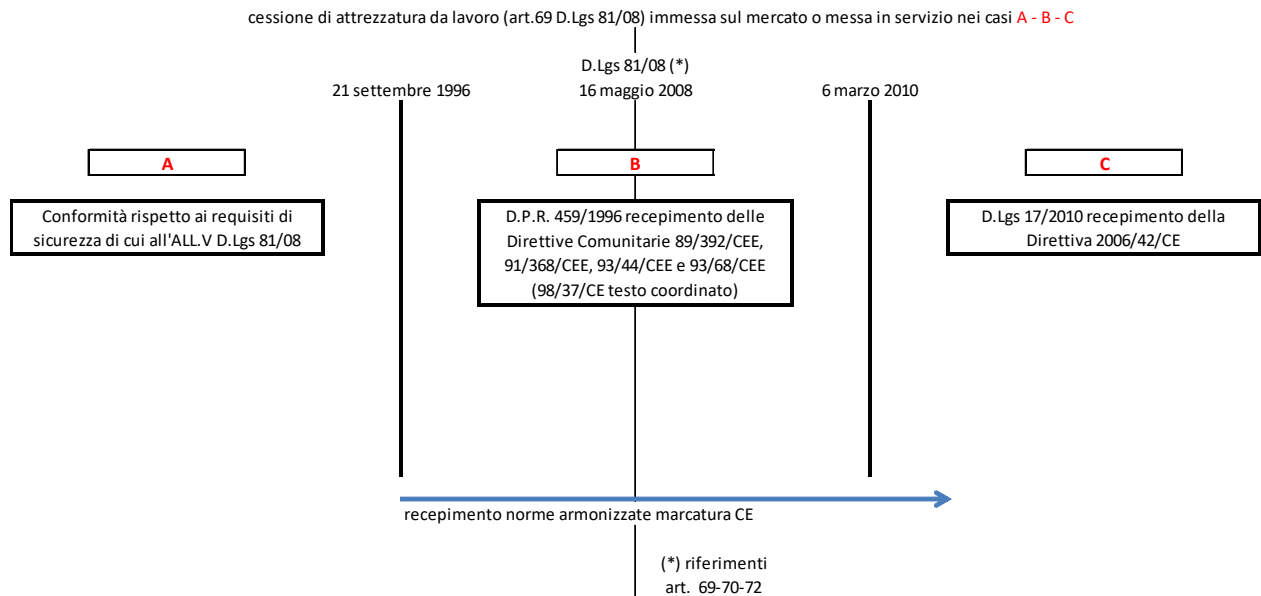 cessione di attrezzatura da lavoro (art.69 D.Lgs 81/08) immessa sul mercato o messa in servizio nei casi A - B - C
D.Lgs 81/08 (*)
21 settembre 1996
16 maggio 2008
6 marzo 2010
A
B
C
Conformità rispetto ai requisiti di
sicurezza di cui all'ALL.V D.Lgs 81/08
D.P.R. 459/1996 recepimento delle
Direttive Comunitarie 89/392/CEE,
91/368/CEE, 93/44/CEE e 93/68/CEE
(98/37/CE testo coordinato)
D.Lgs 17/2010 recepimento della
Direttiva 2006/42/CE
recepimento norme armonizzate marcatura CE
(*) riferimenti
art. 69-70-72